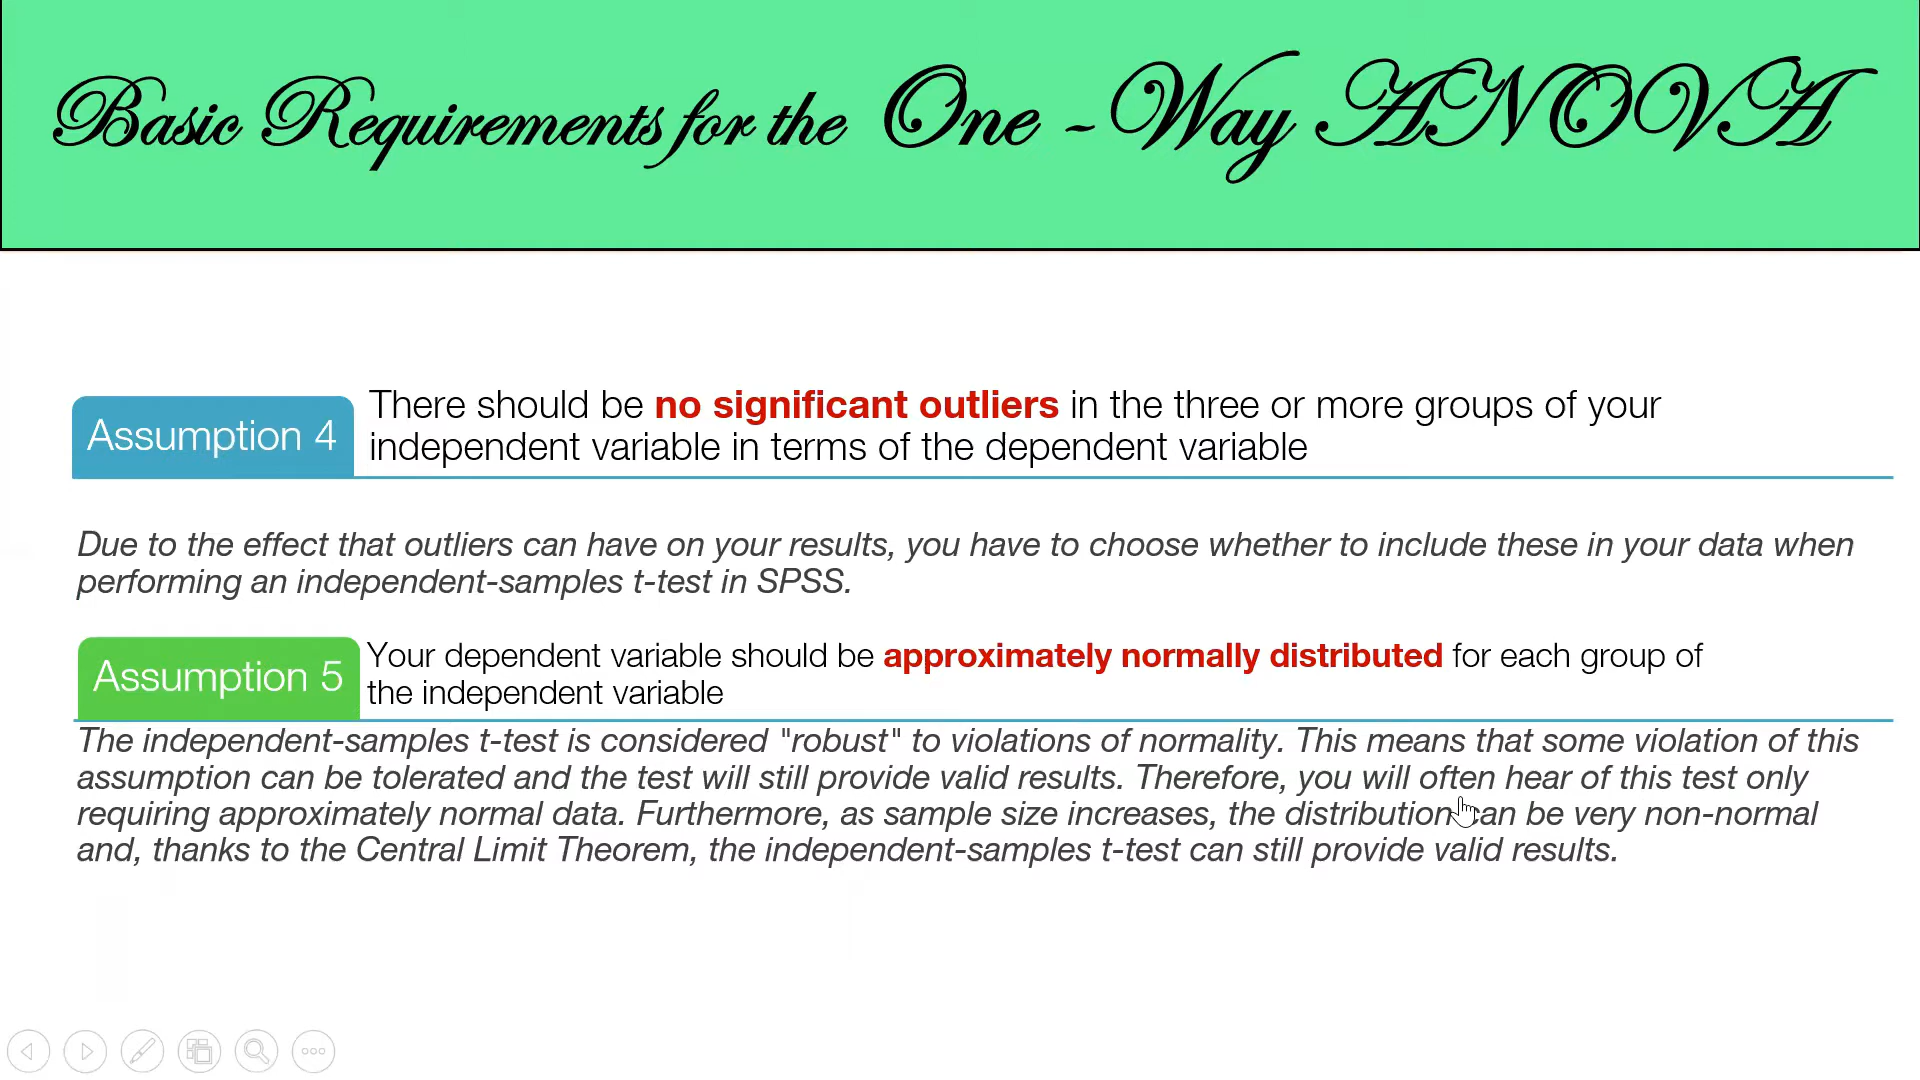 Basic Requirements for the One - Way ANOVA
Assumption 4
There should be no significant outliers in the three or more groups of your
independent variable in terms of the dependent variable
Due to the effect that outliers can have on your results, you have to choose whether to include these in your data when
performing an independent-samples t-test in SPSS.
Assumption 5
Your dependent variable should be approximately normally distributed for each group of
the independent variable
The independent-samples t-test is considered "robust" to violations of normality. This means that some violation of this
assumption can be tolerated and the test will still provide valid results. Therefore, you will often hear of this test only
requiring approximately normal data. Furthermore, as sample size increases, the distribution can be very non-normal
and, thanks to the Central Limit Theorem, the independent-samples t-test can still provide valid results.